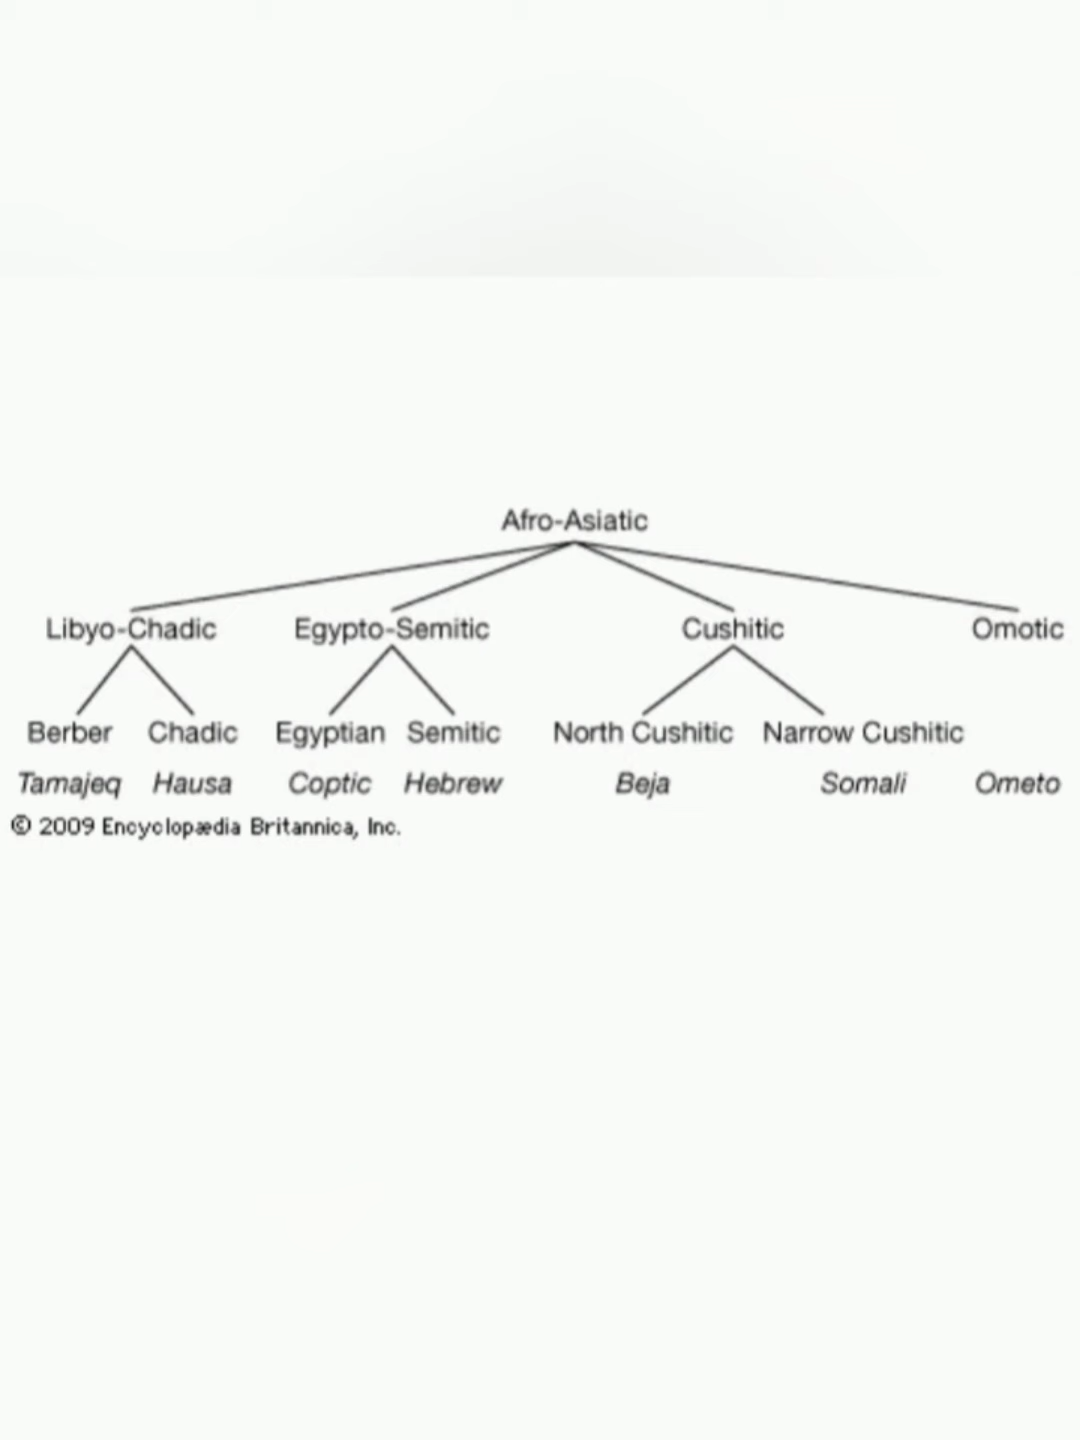 Afro-Asiatic
Libyo-Chadic Egypto-Semitic Cushitic Omotic
Berber Chadic Egyptian Semitic North Cushitic Narrow Cushitic
Tamajeq Hausa Coptic Hebrew Beja Somali Ometo
© 2009 Encyclopædia Britannica, Inc.